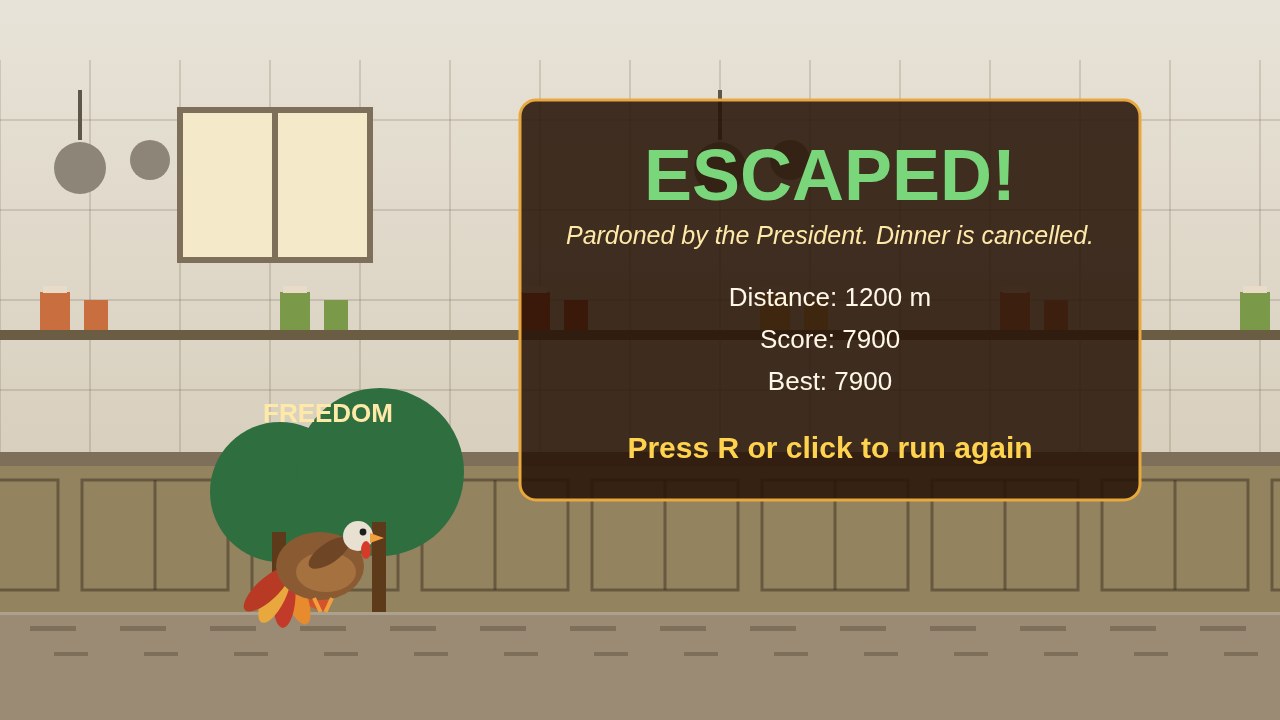 ESCAPED!
Pardoned by the President. Dinner is cancelled.
Distance: 1200 m
Score: 7900
Best: 7900
Press R or click to run again
FREEDOM